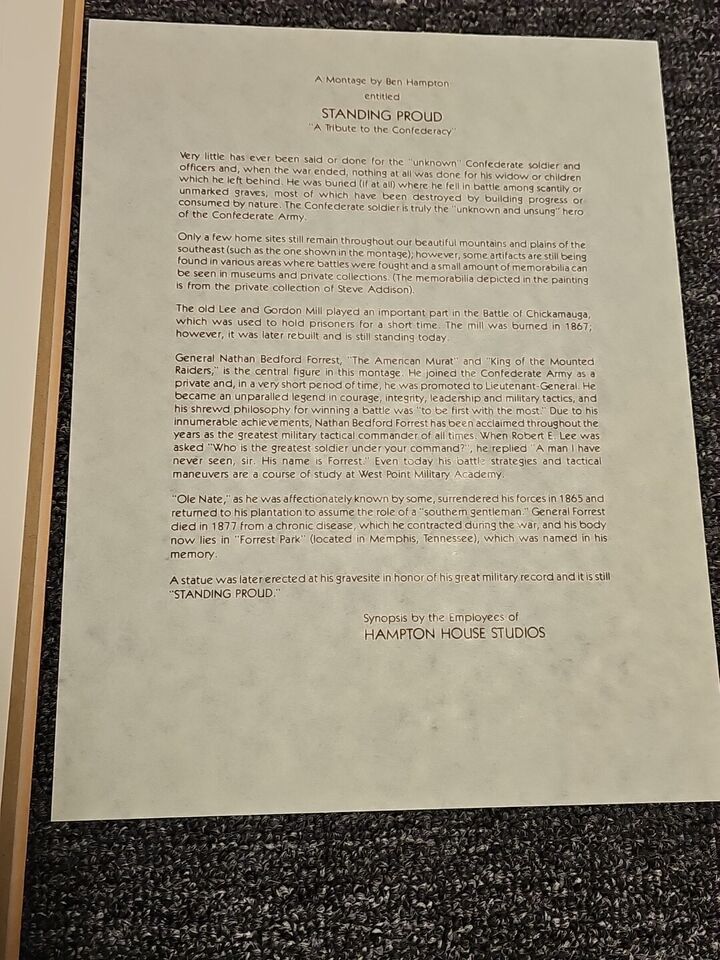 A Montage by Ben Hampton
entitled
STANDING PROUD
"A Tribute to the Confederacy"
Very little has ever been said or done for the "unknown" Confederate soldier and
officers and, when the war ended, nothing at all was done for his widow or children
which he left behind. He was buried (if at all) where he fell in battle among scantily or
unmarked graves, most of which have been destroyed by building progress or
consumed by nature. The Confederate soldier is truly the "unknown and unsung" hero
of the Confederate Army.
Only a few home sites still remain throughout our beautiful mountains and plains of the
southeast (such as the one shown in the montage); however, some artifacts are still being
found in various areas where battles were fought and a small amount of memorabilia can
be seen in museums and private collections. (The memorabilia depicted in the painting
is from the private collection of Steve Addison).
The old Lee and Gordon Mill played an important part in the Battle of Chickamauga,
which was used to hold prisoners for a short time. The mill was burned in 1867;
however, it was later rebuilt and is still standing today.
General Nathan Bedford Forrest, "The American Murat" and "King of the Mounted
Raiders," is the central figure in this montage. He joined the Confederate Army as a
private and, in a very short period of time, he was promoted to Lieutenant-General. He
became an unparalled legend in courage, integrity, leadership and military tactics, and
his shrewd philosophy for winning a battle was "to be first with the most." Due to his
innumerable achievements, Nathan Bedford Forrest has been acclaimed throughout the
years as the greatest military tactical commander of all times. When Robert E. Lee was
asked "Who is the greatest soldier under your command?", he replied "A man I have
never seen, sir. His name is Forrest." Even today his battle strategies and tactical
maneuvers are a course of study at West Point Military Academy.
"Ole Nate," as he was affectionately known by some, surrendered his forces in 1865 and
returned to his plantation to assume the role of a "southern gentleman." General Forrest
died in 1877 from a chronic disease, which he contracted during the war, and his body
now lies in "Forrest Park" (located in Memphis, Tennessee), which was named in his
memory.
A statue was later erected at his gravesite in honor of his great military record and it is still
"STANDING PROUD."
Synopsis by the Employees of
HAMPTON HOUSE STUDIOS